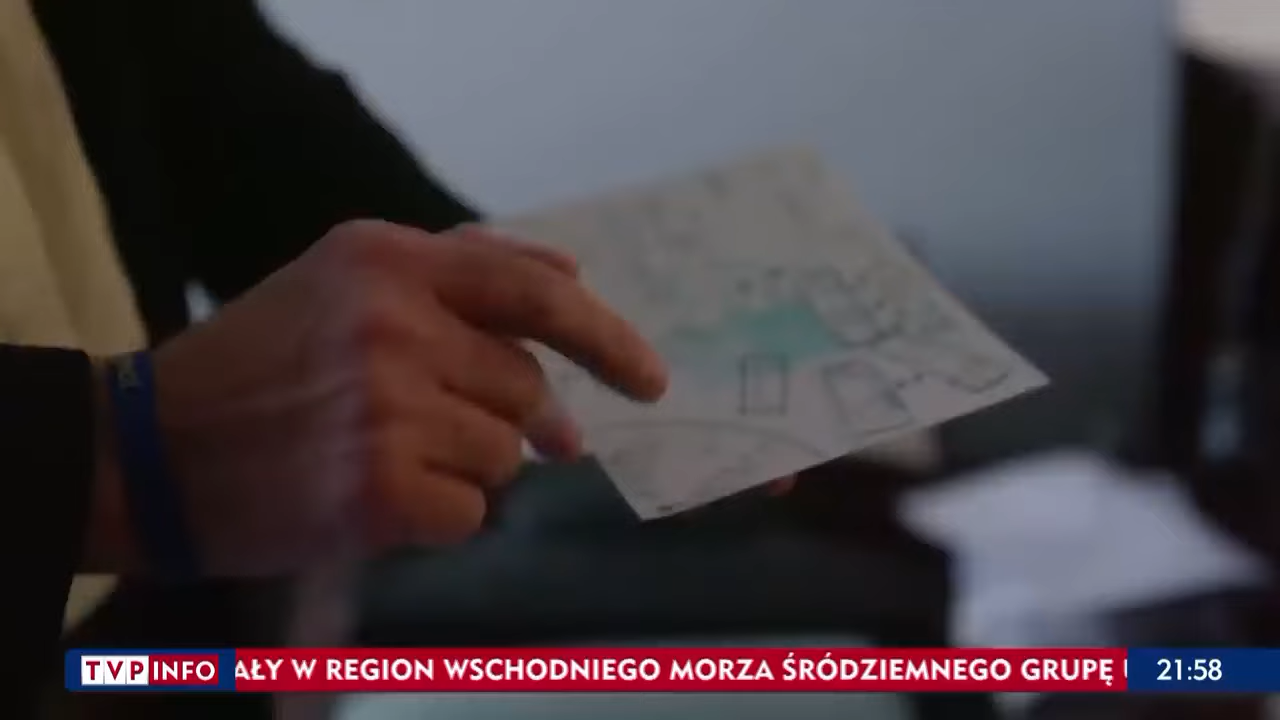 TVP INFO
AŁY W REGION WSCHODNIEGO MORZA ŚRÓDZIEMNEGO GRUPĘ
21:58